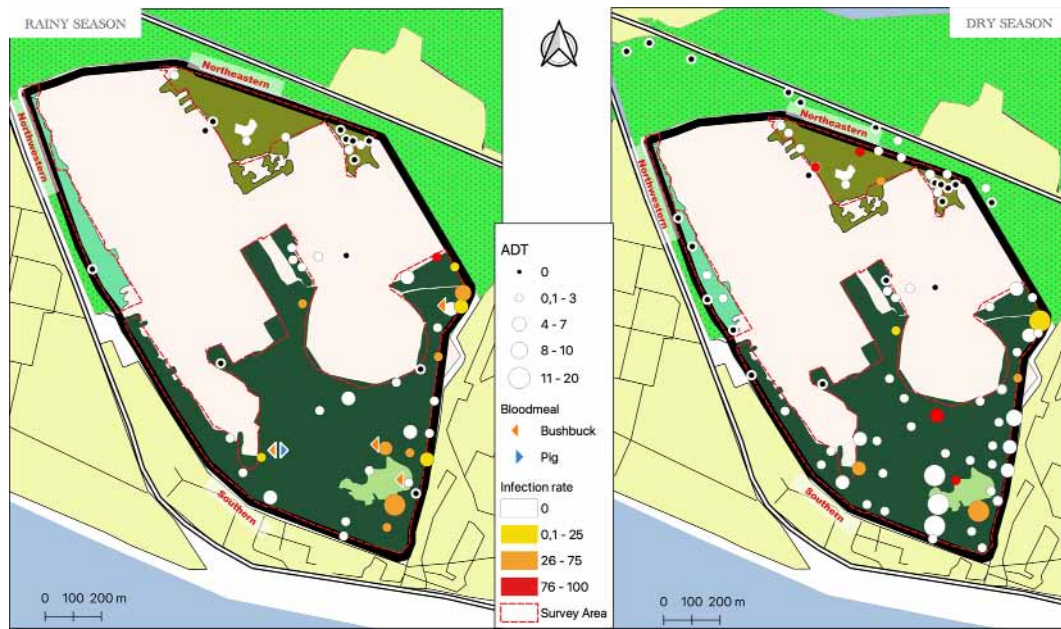 RAINY SEASON
Northeastern
Northwestern
Southern
0 100 200 m
ADT
0
0,1 - 3
4 - 7
8 - 10
11 - 20
Bloodmeal
Bushbuck
Pig
Infection rate
0
0,1 - 25
26 - 75
76 - 100
Survey Area
DRY SEASON
Northeastern
Northwestern
Southern
0 100 200 m